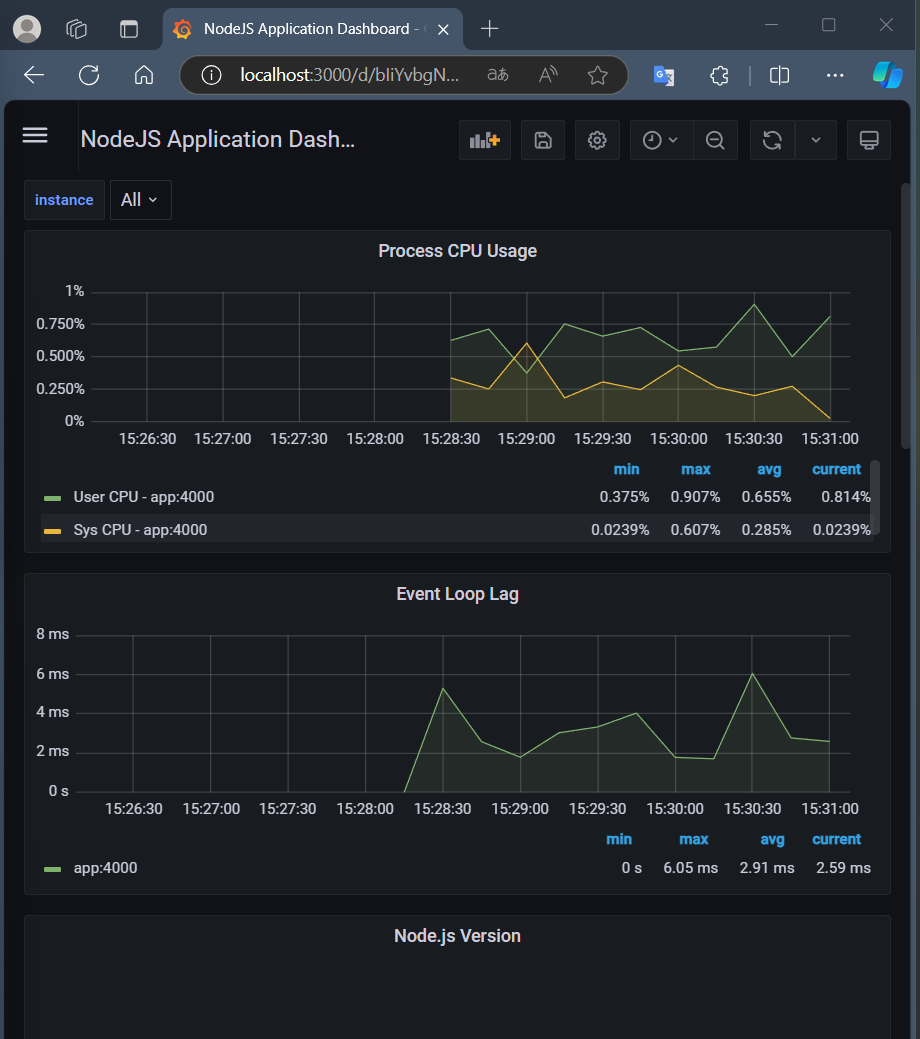 NodeJS Application Dashboard -
localhost:3000/d/bIiYvbgN...
NodeJS Application Dash...
instance
All
Process CPU Usage
1%
0.750%
0.500%
0.250%
0%
15:26:30 15:27:00 15:27:30 15:28:00 15:28:30 15:29:00 15:29:30 15:30:00 15:30:30 15:31:00
min max avg current
User CPU - app:4000 0.375% 0.907% 0.655% 0.814%
Sys CPU - app:4000 0.0239% 0.607% 0.285% 0.0239%
Event Loop Lag
8 ms
6 ms
4 ms
2 ms
0 s
15:26:30 15:27:00 15:27:30 15:28:00 15:28:30 15:29:00 15:29:30 15:30:00 15:30:30 15:31:00
min max avg current
app:4000 0 s 6.05 ms 2.91 ms 2.59 ms
Node.js Version